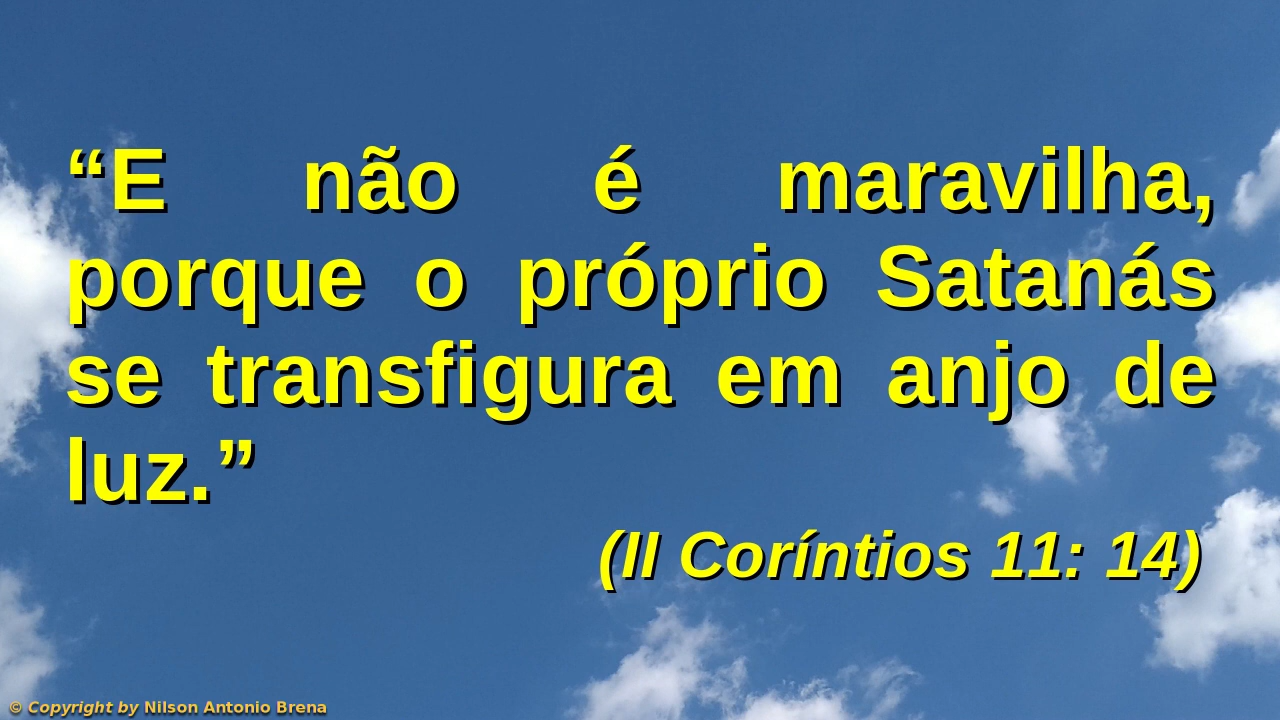 “E não é maravilha,
porque o próprio Satanás
se transfigura em anjo de
luz.”
(II Coríntios 11: 14)
© Copyright by Nilson Antonio Brena